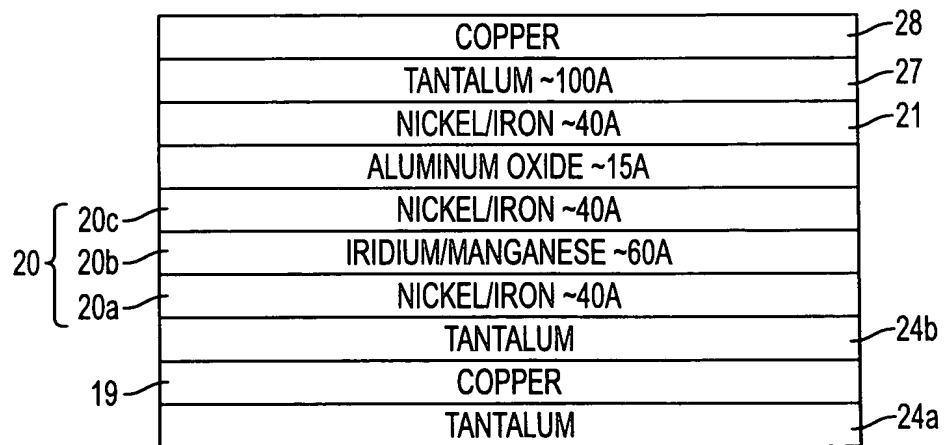 COPPER 28
TANTALUM ~100A 27
NICKEL/IRON ~40A 21
ALUMINUM OXIDE ~15A
20c NICKEL/IRON ~40A
20 20b IRIDIUM/MANGANESE ~60A
20a NICKEL/IRON ~40A
TANTALUM 24b
19 COPPER
TANTALUM 24a